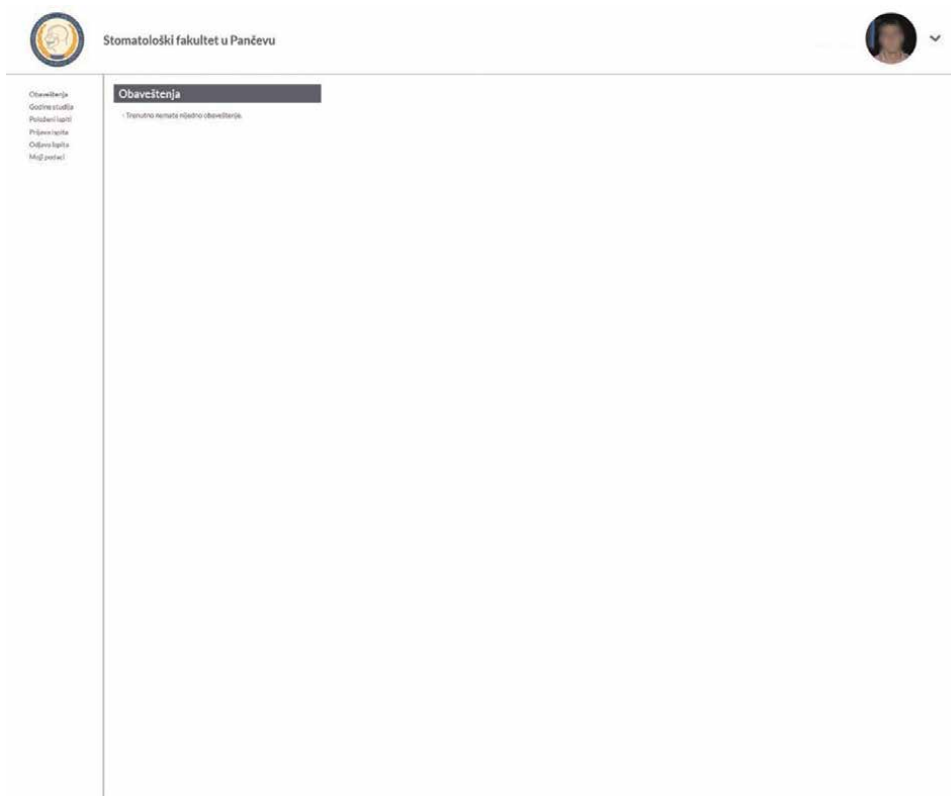 Stomatološki fakultet u Pančevu
Obaveštenja
Godine studija
Položeni ispiti
Prijava ispita
Odjava ispita
Moji podaci
Obaveštenja
- Trenutno nemate nijedno obaveštenje.